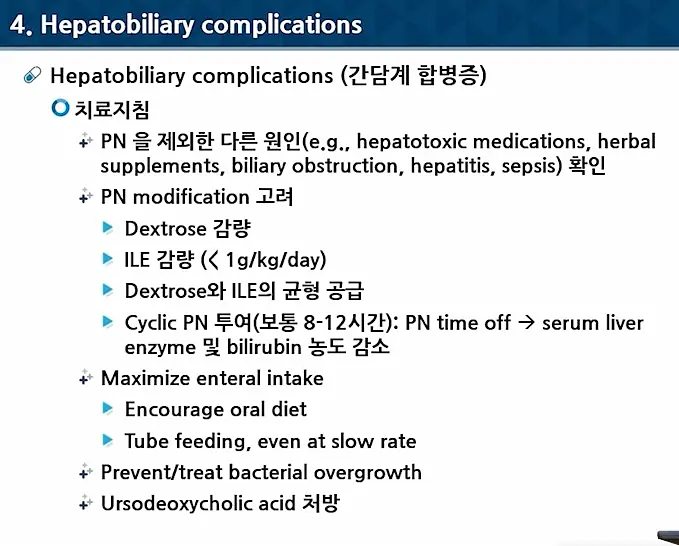 4. Hepatobiliary complications
Hepatobiliary complications (간담계 합병증)
치료지침
PN 을 제외한 다른 원인(e.g., hepatotoxic medications, herbal
supplements, biliary obstruction, hepatitis, sepsis) 확인
PN modification 고려
Dextrose 감량
ILE 감량 (< 1g/kg/day)
Dextrose와 ILE의 균형 공급
Cyclic PN 투여(보통 8-12시간): PN time off → serum liver
enzyme 및 bilirubin 농도 감소
Maximize enteral intake
Encourage oral diet
Tube feeding, even at slow rate
Prevent/treat bacterial overgrowth
Ursodeoxycholic acid 처방